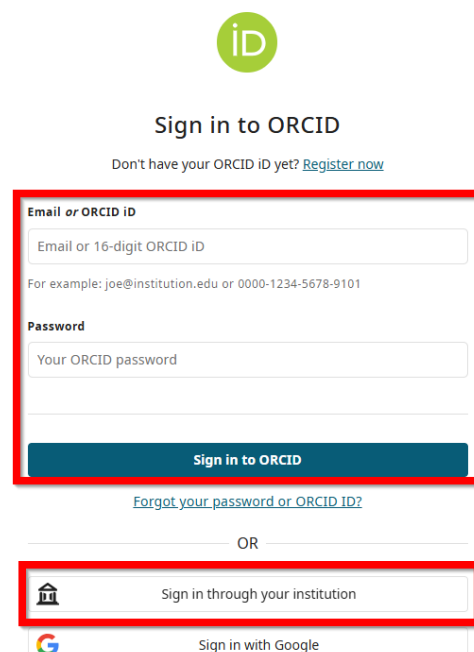 iD
Sign in to ORCID
Don't have your ORCID iD yet? Register now
Email or ORCID iD
Email or 16-digit ORCID iD
For example: joe@institution.edu or 0000-1234-5678-9101
Password
Your ORCID password
Sign in to ORCID
Forgot your password or ORCID ID?
OR
Sign in through your institution
Sign in with Google